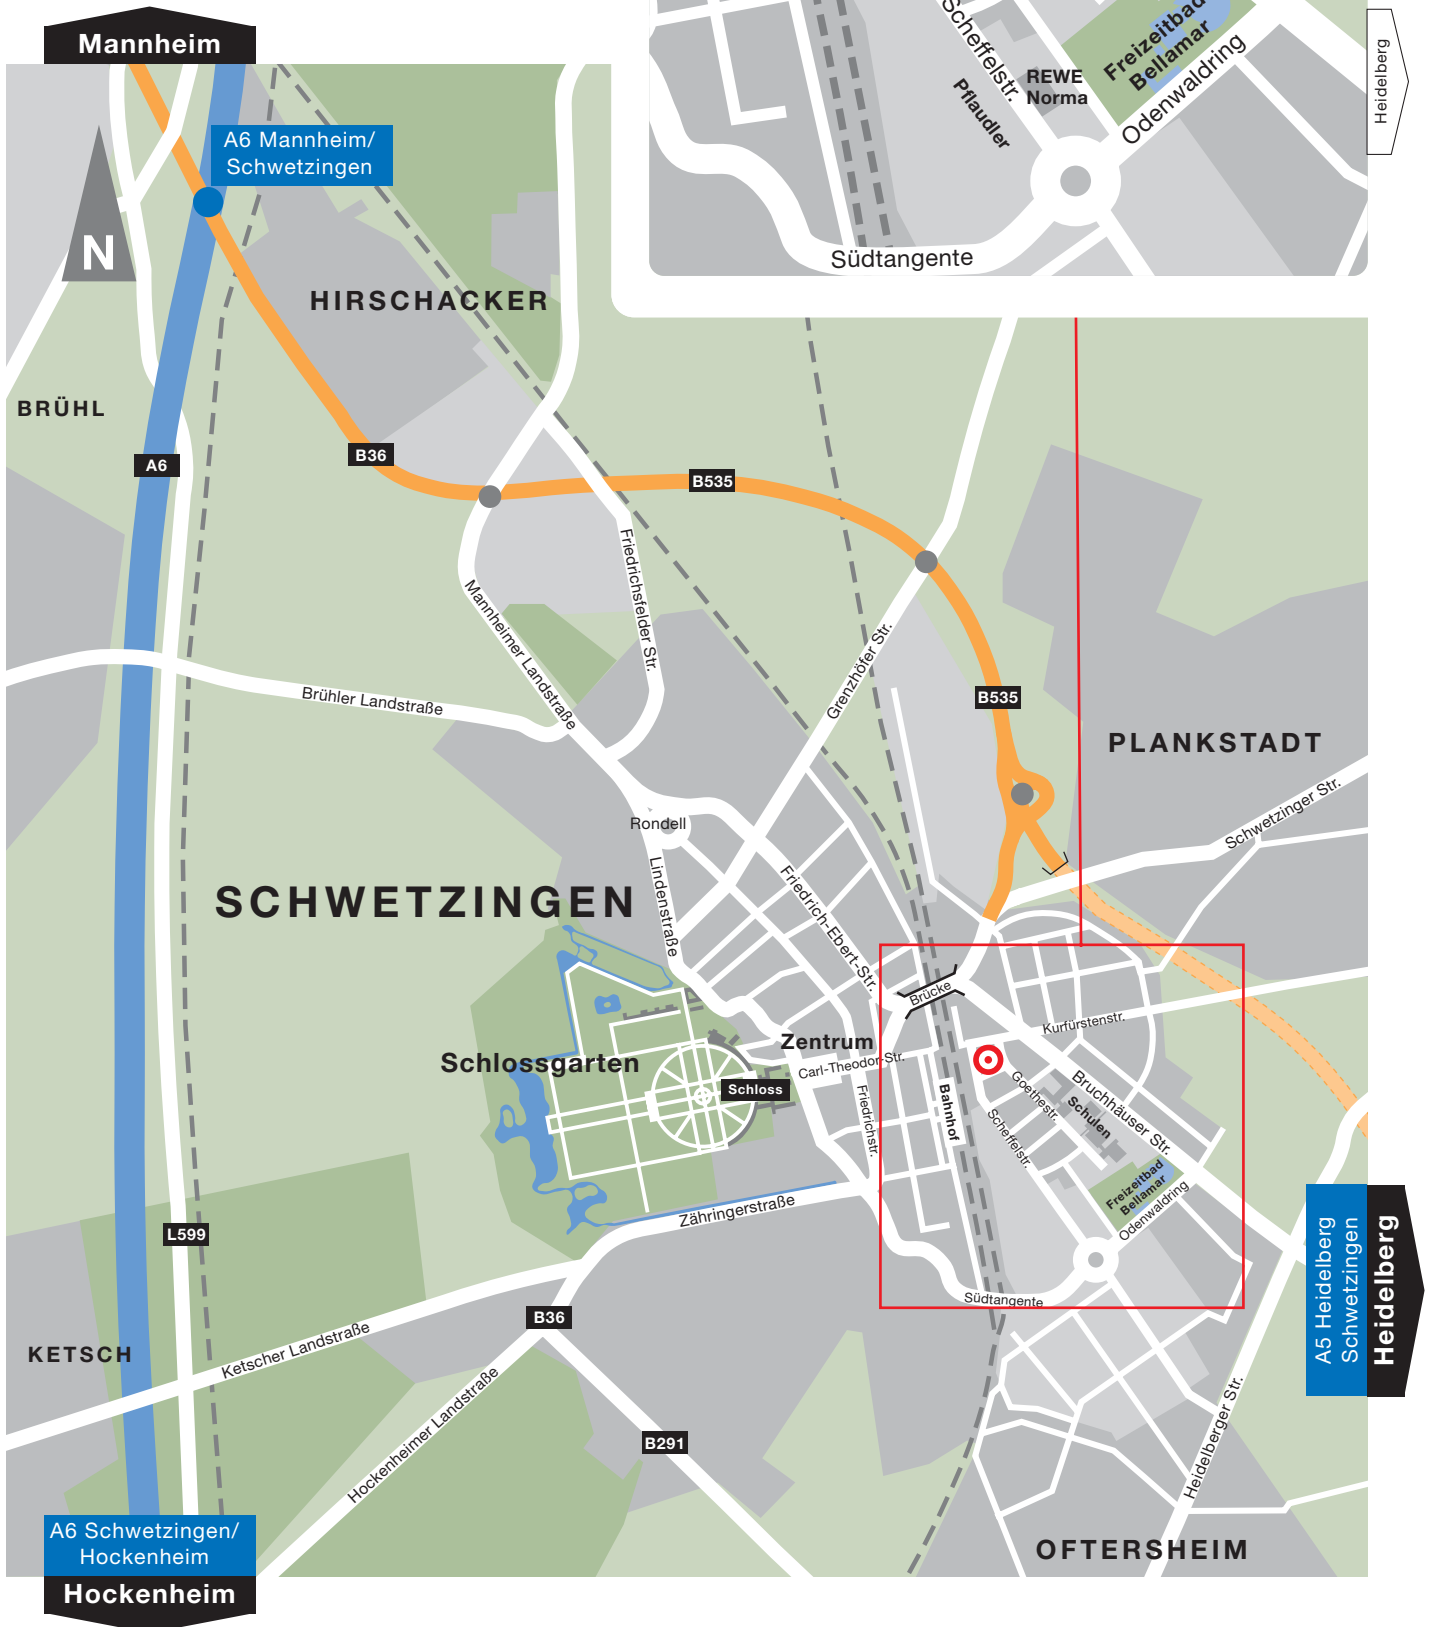 Mannheim
Scheffelstr.
Pflaudler
REWE
Norma
Freizeitbad
Bellamar
Odenwaldring
Südtangente
Heidelberg
A6 Mannheim/
Schwetzingen
N
HIRSCHACKER
BRÜHL
A6
B36
B535
Friedrichsfelder Str.
Mannheimer Landstraße
Grenzhöfer Str.
Brühler Landstraße
B535
PLANKSTADT
Schwetzinger Str.
Rondell
Lindenstraße
Friedrich-Ebert-Str.
SCHWETZINGEN
Brücke
Kurfürstenstr.
Zentrum
Carl-Theodor-Str.
Schlossgarten
Schloss
Friedrichstr.
Bahnhof
Goethestr.
Scheffelstr.
Schulen
Bruchhäuser Str.
Freizeitbad
Bellamar
Odenwaldring
Zähringerstraße
L599
Südtangente
B36
A5 Heidelberg
Schwetzingen
Heidelberg
KETSCH
Ketscher Landstraße
Hockenheimer Landstraße
B291
Heidelberger Str.
A6 Schwetzingen/
Hockenheim
Hockenheim
OFTERSHEIM